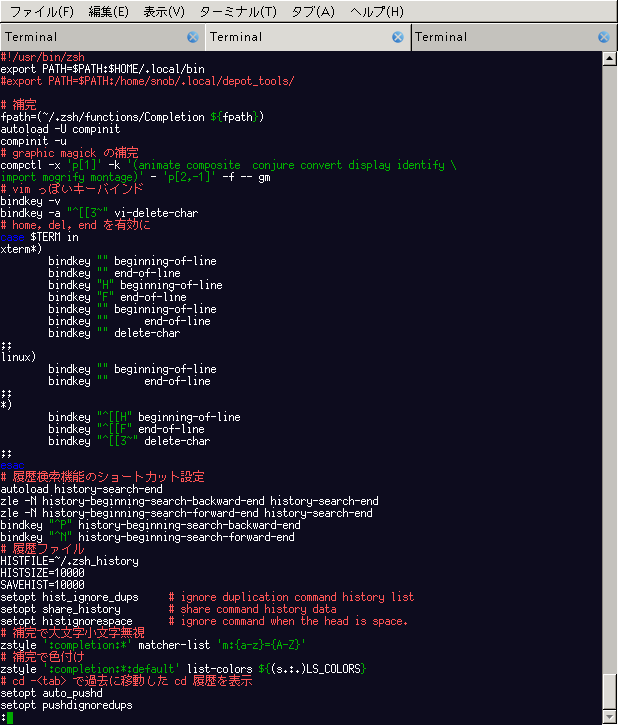 ファイル(F) 編集(E) 表示(V) ターミナル(T) タブ(A) ヘルプ(H)
Terminal Terminal Terminal
#!/usr/bin/zsh
export PATH=$PATH:$HOME/.local/bin
#export PATH=$PATH:/home/snob/.local/depot_tools/
# 補完
fpath=(~/.zsh/functions/Completion ${fpath})
autoload -U compinit
compinit -u
# graphic magick の補完
compctl -x 'p[1]' -k '(animate composite  conjure convert display identify \
import mogrify montage)' - 'p[2,-1]' -f -- gm
# vim っぽいキーバインド
bindkey -v
bindkey -a "^[[3~" vi-delete-char
# home, del, end を有効に
case $TERM in
xterm*)
bindkey "" beginning-of-line
bindkey "" end-of-line
bindkey "H" beginning-of-line
bindkey "F" end-of-line
bindkey "" beginning-of-line
bindkey "" end-of-line
bindkey "" delete-char
;;
linux)
bindkey "" beginning-of-line
bindkey "" end-of-line
;;
*)
bindkey "^[[H" beginning-of-line
bindkey "^[[F" end-of-line
bindkey "^[[3~" delete-char
;;
esac
# 履歴検索機能のショートカット設定
autoload history-search-end
zle -N history-beginning-search-backward-end history-search-end
zle -N history-beginning-search-forward-end history-search-end
bindkey "^P" history-beginning-search-backward-end
bindkey "^N" history-beginning-search-forward-end
# 履歴ファイル
HISTFILE=~/.zsh_history
HISTSIZE=10000
SAVEHIST=10000
setopt hist_ignore_dups # ignore duplication command history list
setopt share_history # share command history data
setopt histignorespace # ignore command when the head is space.
# 補完で大文字小文字無視
zstyle ':completion:*' matcher-list 'm:{a-z}={A-Z}'
# 補完で色付け
zstyle ':completion:*:default' list-colors ${(s.:.)LS_COLORS}
# cd -<tab> で過去に移動した cd 履歴を表示
setopt auto_pushd
setopt pushdignoredups
: